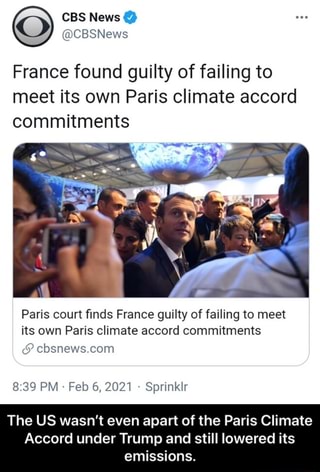 CBS News
@CBSNews
France found guilty of failing to
meet its own Paris climate accord
commitments
Paris court finds France guilty of failing to meet
its own Paris climate accord commitments
cbsnews.com
8:39 PM · Feb 6, 2021 · Sprinklr
The US wasn't even apart of the Paris Climate
Accord under Trump and still lowered its
emissions.